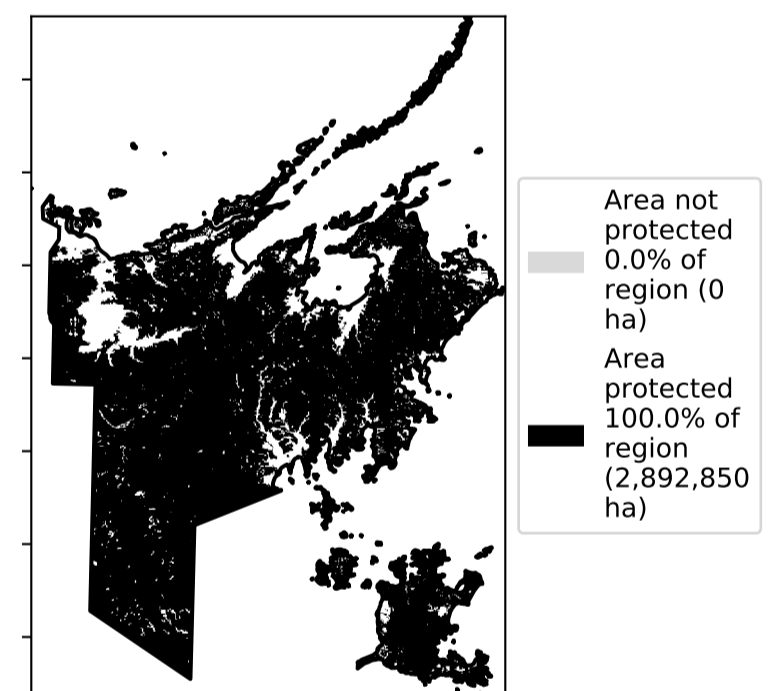 Area not
protected
0.0% of
region (0
ha)
Area
protected
100.0% of
region
(2,892,850
ha)